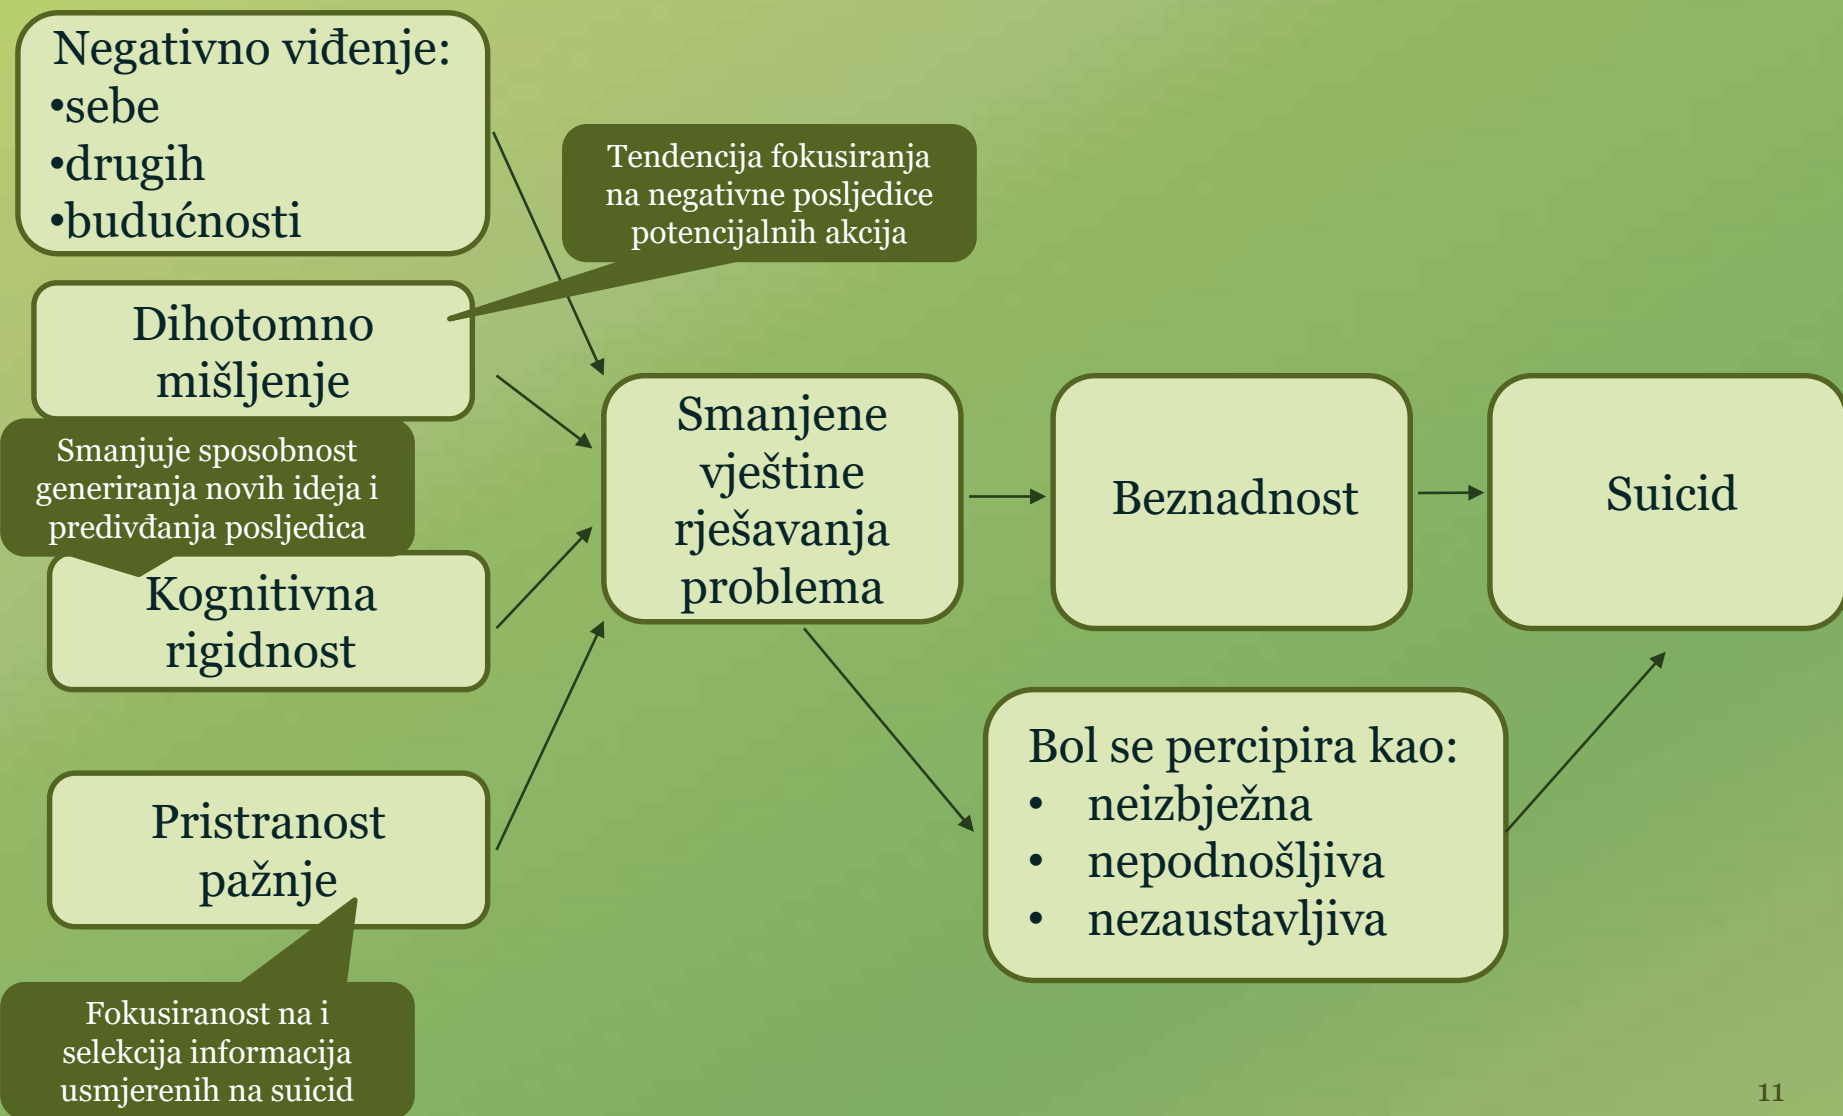 Negativno viđenje:
•sebe
•drugih
•budućnosti
Tendencija fokusiranja
na negativne posljedice
potencijalnih akcija
Dihotomno
mišljenje
Smanjuje sposobnost
generiranja novih ideja i
predivđanja posljedica
Kognitivna
rigidnost
Pristranost
pažnje
Fokusiranost na i
selekcija informacija
usmjerenih na suicid
Smanjene
vještine
rješavanja
problema
Beznadnost
Suicid
Bol se percipira kao:
• neizbježna
• nepodnošljiva
• nezaustavljiva
11